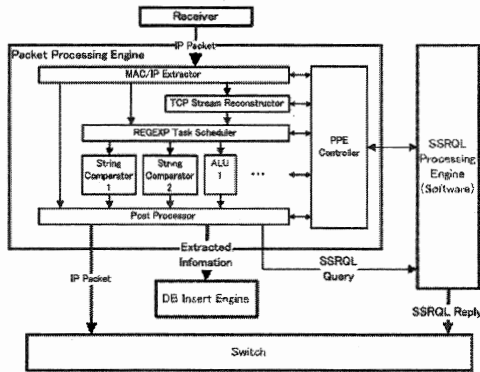 Receiver
IP Packet
Packet Processing Engine
MAC/IP Extractor
TCP Stream Reconstructor
REGEXP Task Scheduler
String
Comparator
1
String
Comparator
2
ALU
1
...
PPE
Controller
SSRQL
Processing
Engine
(Software)
Post Processor
IP Packet
Extracted
Infomation
SSRQL
Query
DB Insert Engine
SSRQL Reply
Switch